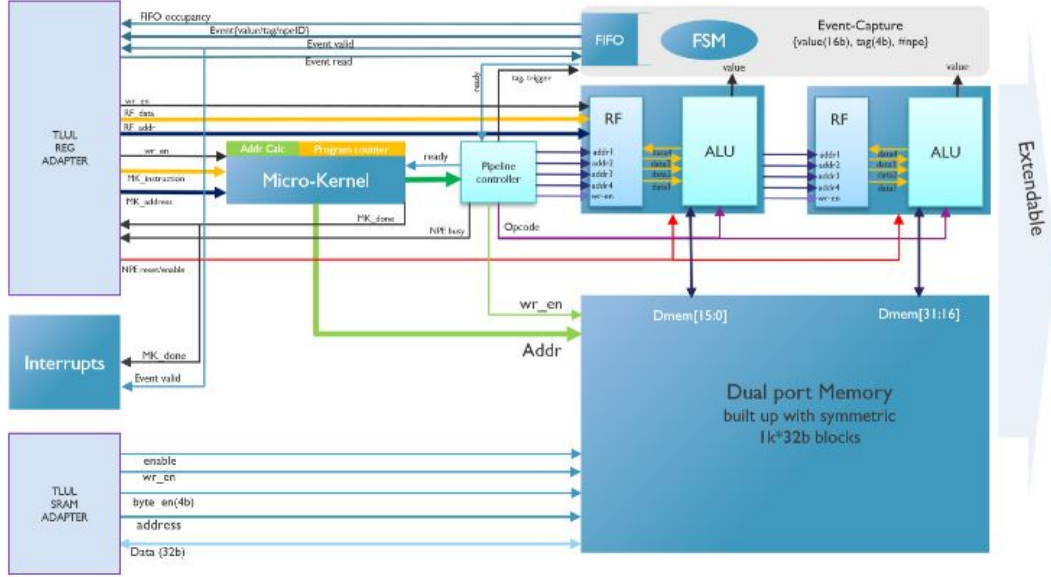 FIFO occupancy
Event{value/tag/npeID}
Event valid
Event read
FIFO
FSM
Event-Capture
{value(16b), tag(4b), #npe}
ready
tag, trigger
value
value
TLUL
REG
ADAPTER
wr_en
RF_data
RF_addr
wr_en
MK_instruction
MK_address
Addr Calc
Program counter
Micro-Kernel
ready
Pipeline
controller
RF
addr1
addr2
addr3
addr4
wr-en
data4
data3
data2
data1
ALU
RF
addr1
addr2
addr3
addr4
wr-en
data4
data3
data2
data1
ALU
Extendable
MK_done
NPE busy
Opcode
NPE reset/enable
wr_en
Addr
Dmem[15:0]
Dmem[31:16]
Interrupts
MK_done
Event valid
Dual port Memory
built up with symmetric
1k*32b blocks
TLUL
SRAM
ADAPTER
enable
wr_en
byte_en(4b)
address
Data (32b)